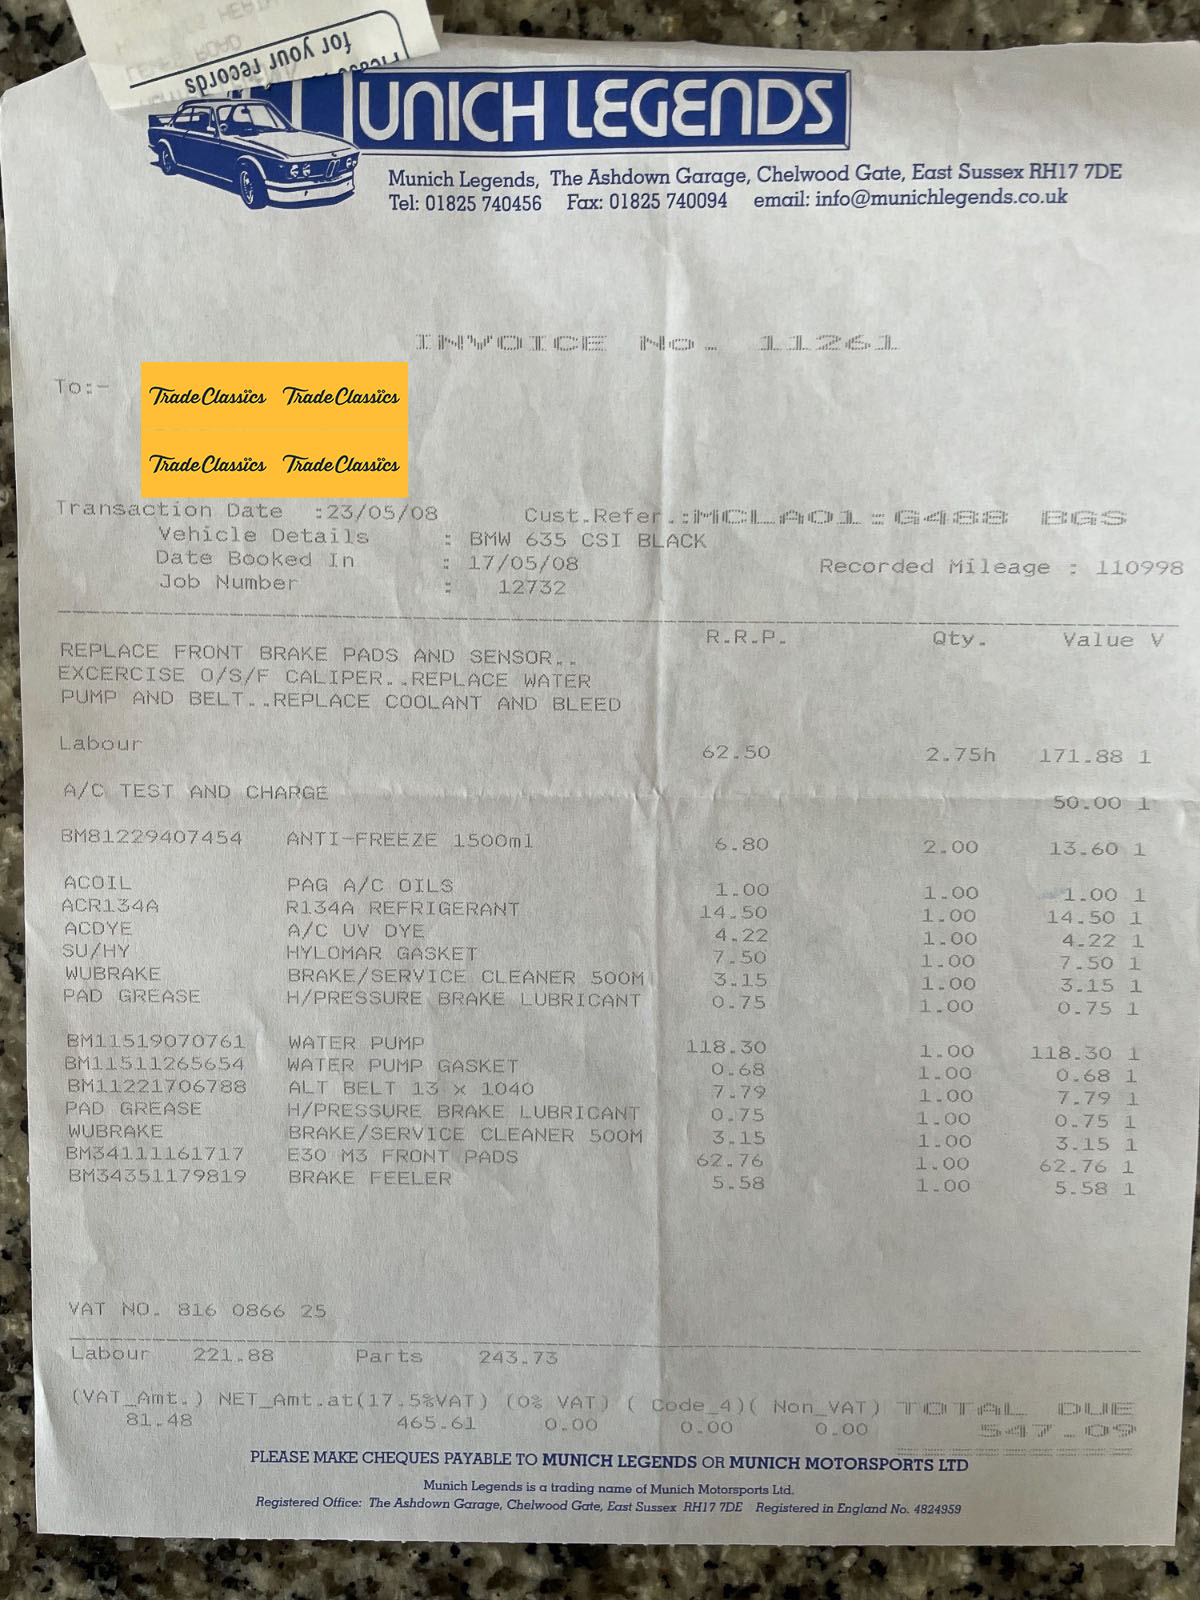 for your records
MUNICH LEGENDS
Munich Legends, The Ashdown Garage, Chelwood Gate, East Sussex RH17 7DE
Tel: 01825 740456 Fax: 01825 740094 email: info@munichlegends.co.uk
INVOICE No. 11261
To:-
TradeClassics TradeClassics
TradeClassics TradeClassics
Transaction Date :23/05/08 Cust.Refer.:MCLA01:G488 BGS
Vehicle Details : BMW 635 CSI BLACK
Date Booked In : 17/05/08 Recorded Mileage : 110998
Job Number : 12732
R.R.P. Qty. Value V
REPLACE FRONT BRAKE PADS AND SENSOR..
EXCERCISE O/S/F CALIPER..REPLACE WATER
PUMP AND BELT..REPLACE COOLANT AND BLEED
Labour 62.50 2.75h 171.88 1
A/C TEST AND CHARGE 50.00 1
BM81229407454 ANTI-FREEZE 1500ml 6.80 2.00 13.60 1
ACOIL PAG A/C OILS 1.00 1.00 1.00 1
ACR134A R134A REFRIGERANT 14.50 1.00 14.50 1
ACDYE A/C UV DYE 4.22 1.00 4.22 1
SU/HY HYLOMAR GASKET 7.50 1.00 7.50 1
WUBRAKE BRAKE/SERVICE CLEANER 500M 3.15 1.00 3.15 1
PAD GREASE H/PRESSURE BRAKE LUBRICANT 0.75 1.00 0.75 1
BM11519070761 WATER PUMP 118.30 1.00 118.30 1
BM11511265654 WATER PUMP GASKET 0.68 1.00 0.68 1
BM11221706788 ALT BELT 13 x 1040 7.79 1.00 7.79 1
PAD GREASE H/PRESSURE BRAKE LUBRICANT 0.75 1.00 0.75 1
WUBRAKE BRAKE/SERVICE CLEANER 500M 3.15 1.00 3.15 1
BM34111161717 E30 M3 FRONT PADS 62.76 1.00 62.76 1
BM34351179819 BRAKE FEELER 5.58 1.00 5.58 1
VAT NO. 816 0866 25
Labour 221.88 Parts 243.73
(VAT_Amt.) NET_Amt.at(17.5%VAT) (0% VAT) ( Code_4)( Non_VAT) TOTAL DUE
81.48 465.61 0.00 0.00 0.00 547.09
PLEASE MAKE CHEQUES PAYABLE TO MUNICH LEGENDS OR MUNICH MOTORSPORTS LTD
Munich Legends is a trading name of Munich Motorsports Ltd.
Registered Office: The Ashdown Garage, Chelwood Gate, East Sussex RH17 7DE Registered in England No. 4824959